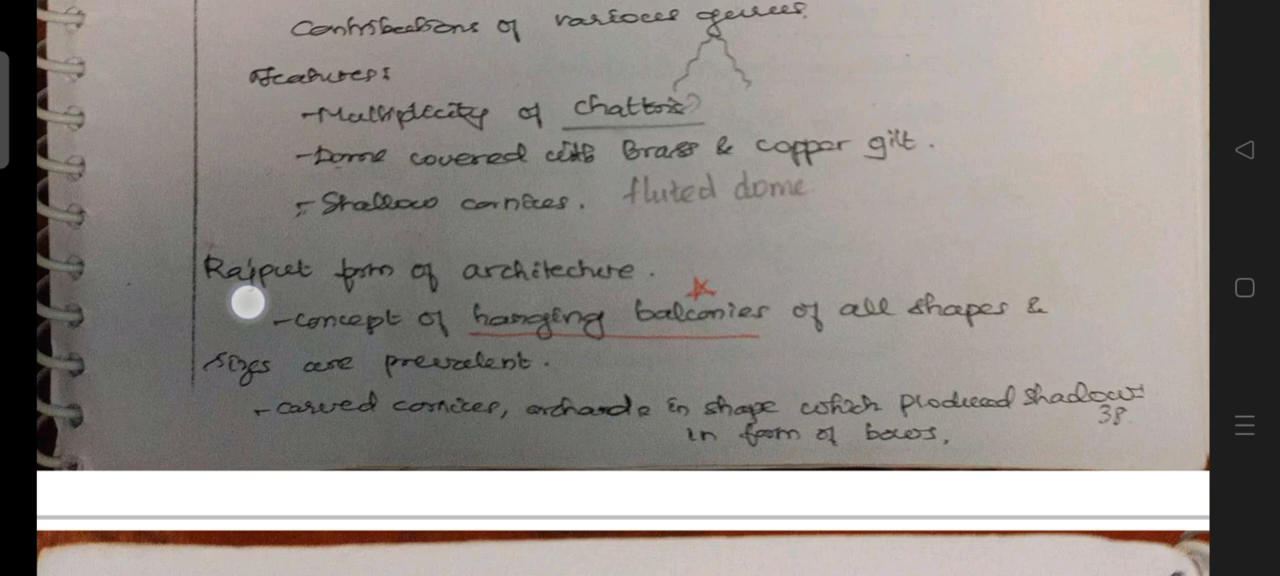 Contributions of various gurus.
Features:
- Multiplicity of chattris
- Dome covered with Brass & copper gilt.
- Shallow cornices. fluted dome
Rajput form of architecture.
- concept of hanging balconies of all shapes &
sizes are prevalent.
- carved cornices, in shape which produced shadows
38
in form of bows.